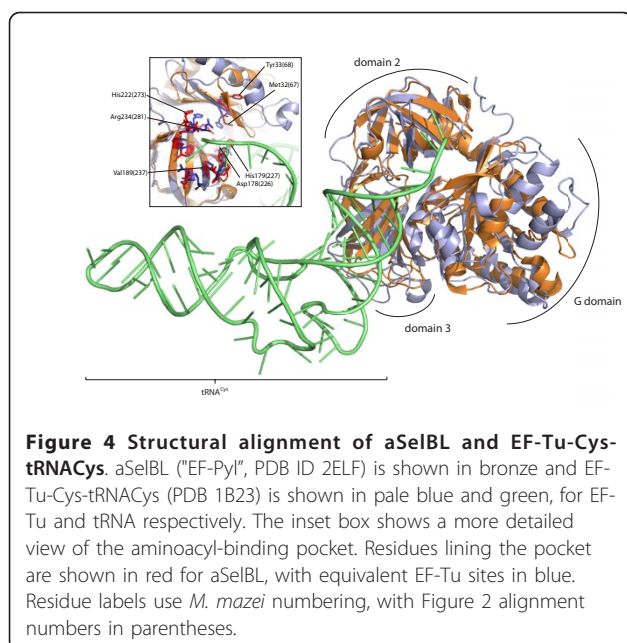 domain 2
Tyr33(68)
Met32(67)
His222(273)
Arg234(281)
Val189(237)
His179(227)
Asp178(226)
G domain
domain 3
tRNACys
Figure 4 Structural alignment of aSelBL and EF-Tu-Cys-
tRNACys. aSelBL ("EF-Pyl”, PDB ID 2ELF) is shown in bronze and EF-
Tu-Cys-tRNACys (PDB 1B23) is shown in pale blue and green, for EF-
Tu and tRNA respectively. The inset box shows a more detailed
view of the aminoacyl-binding pocket. Residues lining the pocket
are shown in red for aSelBL, with equivalent EF-Tu sites in blue.
Residue labels use M. mazei numbering, with Figure 2 alignment
numbers in parentheses.